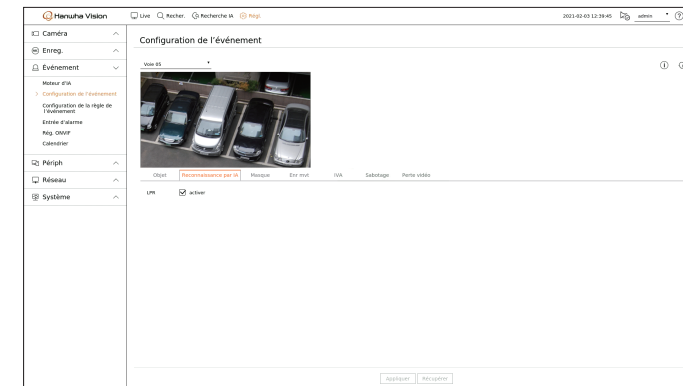 Hanwha Vision
Live Recher. Recherche IA Régl.
2021-02-03 12:39:45 admin
Caméra
Enreg.
Événement
Moteur d'IA
Configuration de l'événement
Configuration de la règle de
l'événement
Entrée d'alarme
Rég. ONVIF
Calendrier
Périph
Réseau
Système
Configuration de l'événement
Voie 05
Objet Reconnaissance par IA Masque Enr mvt IVA Sabotage Perte vidéo
LPR activer
Appliquer Récupérer